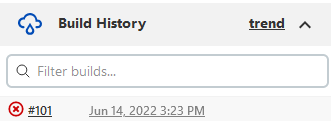 Build History trend
Filter builds...
#101 Jun 14, 2022 3:23 PM